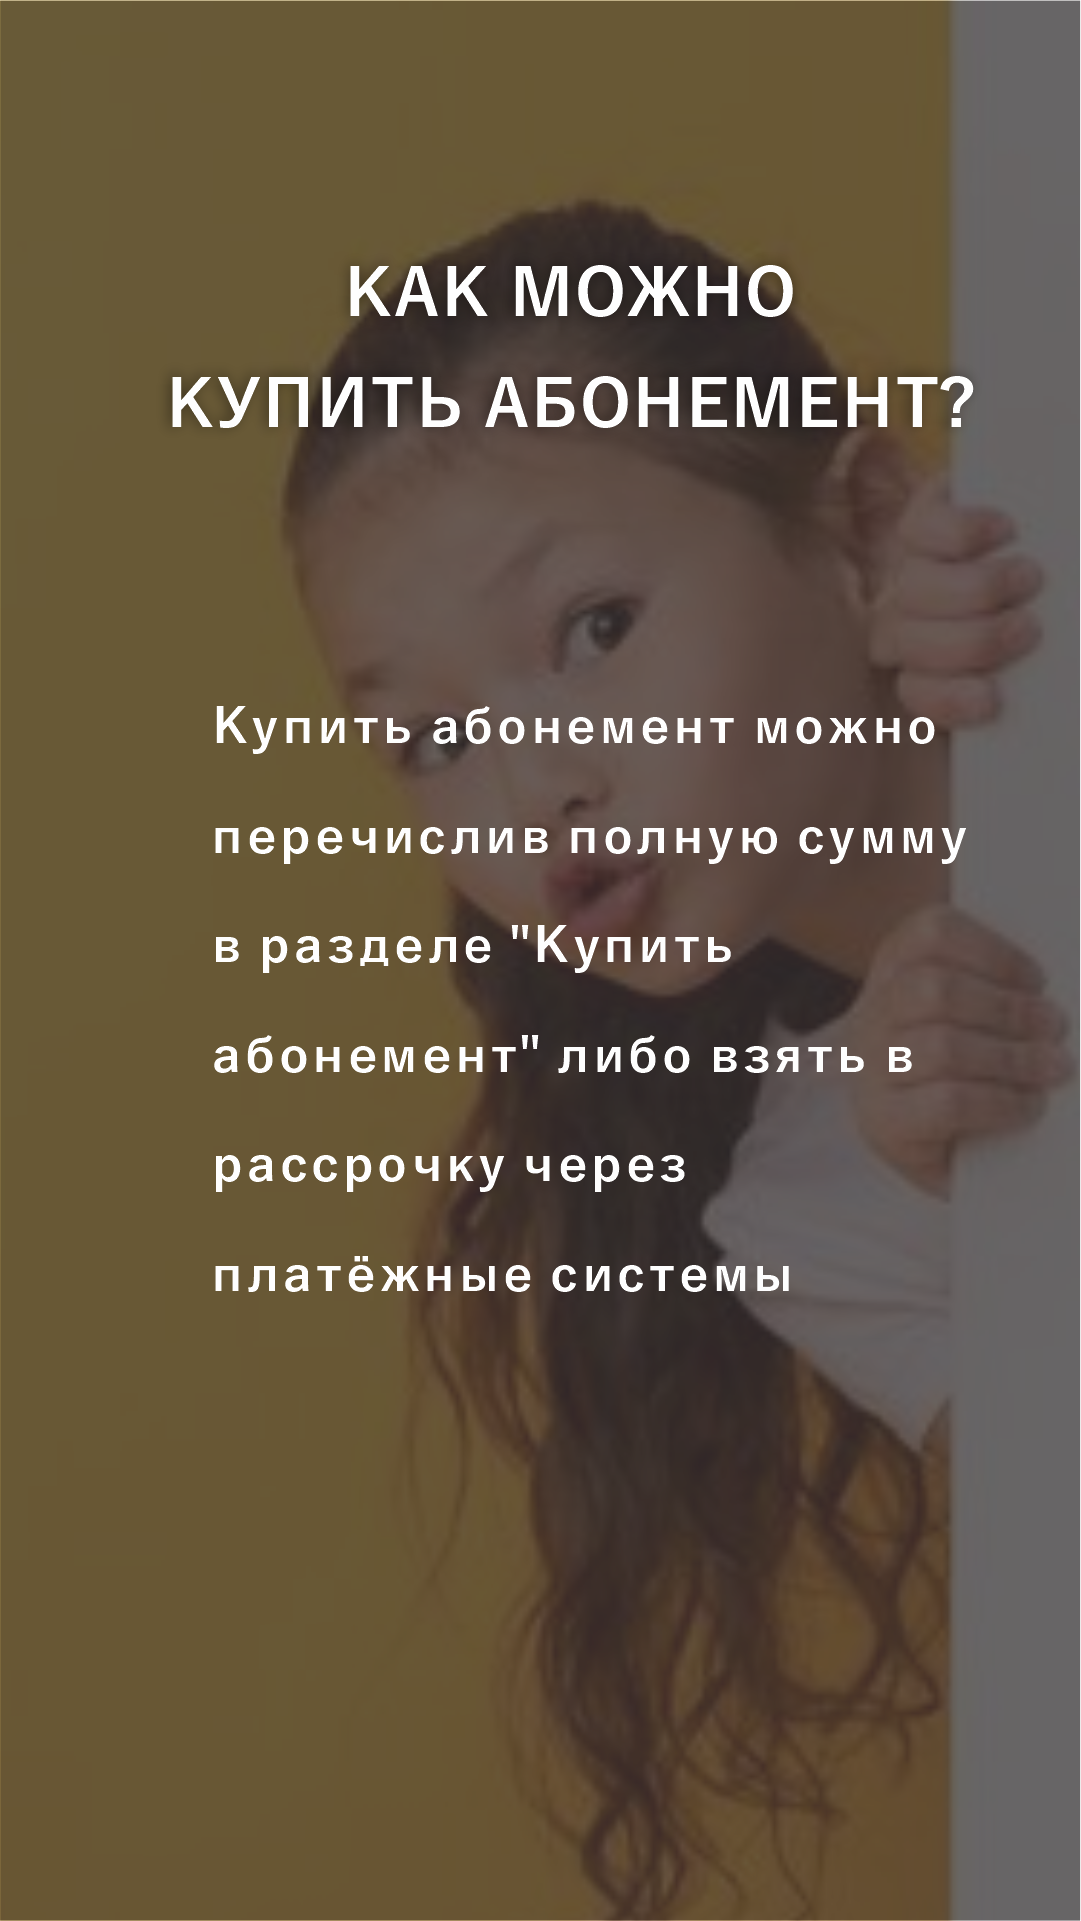 КАК МОЖНО
КУПИТЬ АБОНЕМЕНТ?
Купить абонемент можно
перечислив полную сумму
в разделе "Купить
абонемент" либо взять в
рассрочку через
платёжные системы